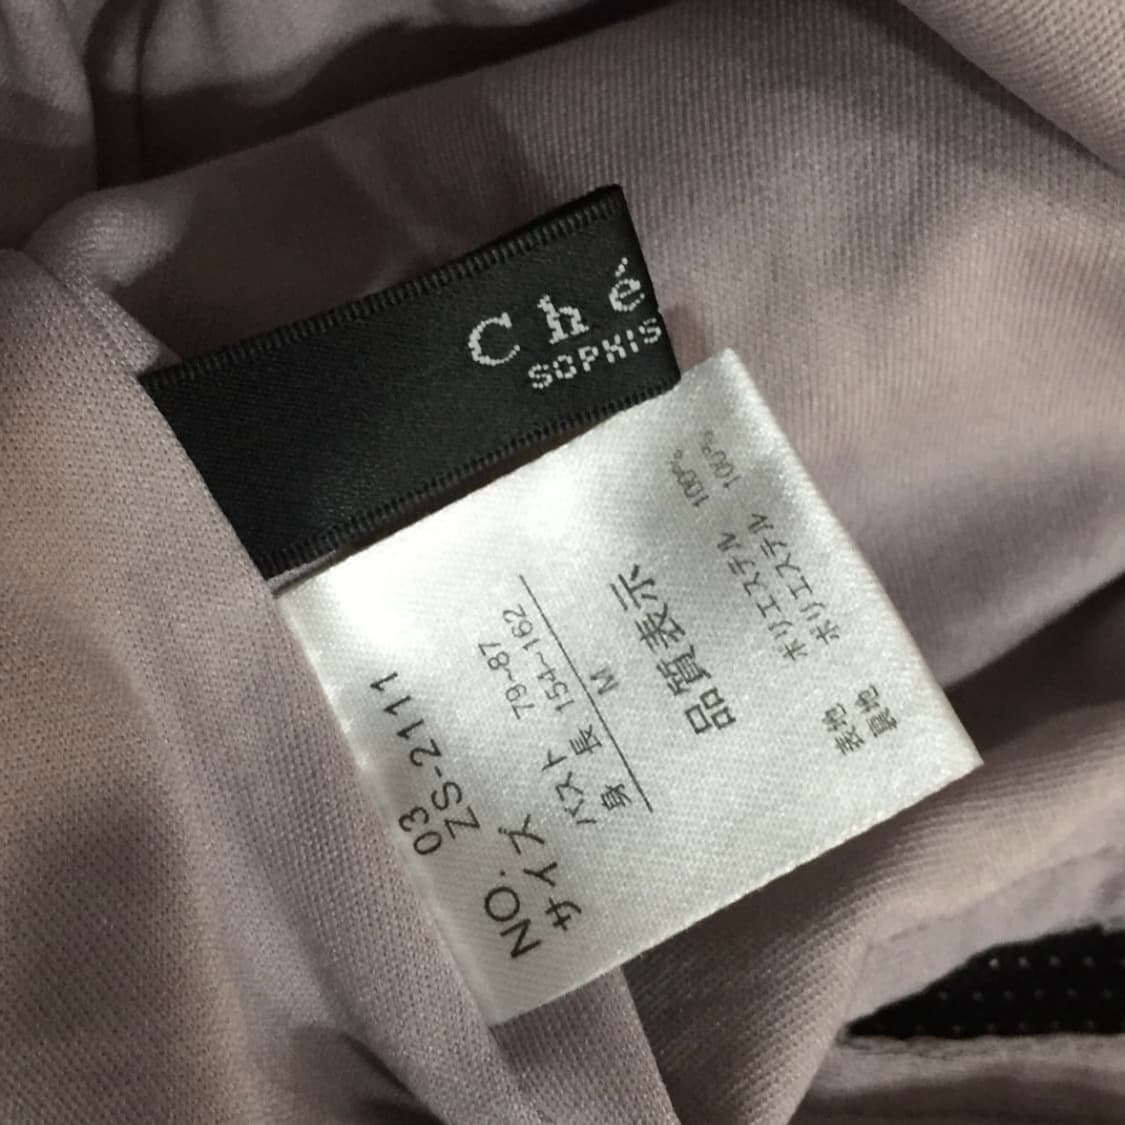 Ché
SOPHIS
03
NO. ZS-2111
サイズ
バスト 79~87
身 長 154~162
M
品質表示
表地 ポリエステル 100%
裏地 ポリエステル 100%